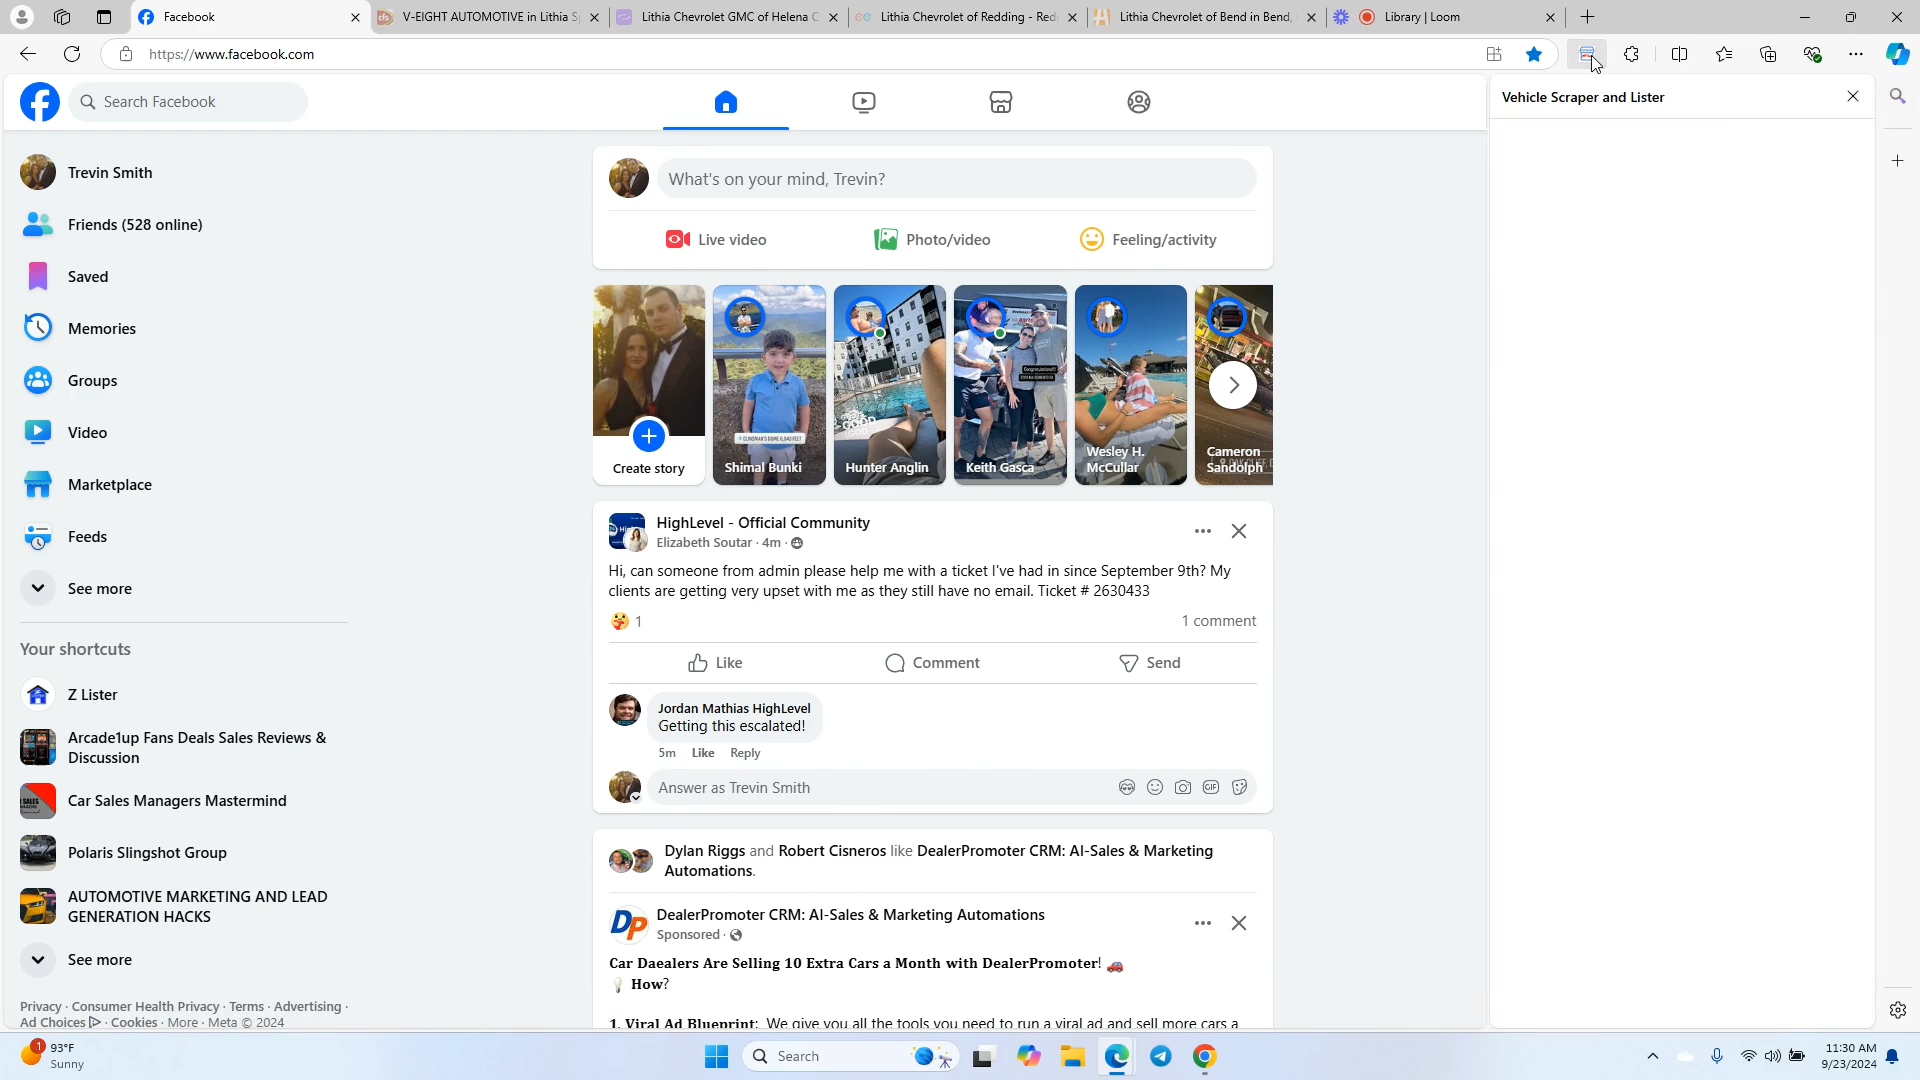 Facebook
V-EIGHT AUTOMOTIVE in Lithia Sp
Lithia Chevrolet GMC of Helena C
Lithia Chevrolet of Redding - Red
Lithia Chevrolet of Bend in Bend,
Library | Loom
https://www.facebook.com
Search Facebook
Vehicle Scraper and Lister
Trevin Smith
Friends (528 online)
Saved
Memories
Groups
Video
Marketplace
Feeds
See more
Your shortcuts
Z Lister
Arcade1up Fans Deals Sales Reviews &
Discussion
Car Sales Managers Mastermind
Polaris Slingshot Group
AUTOMOTIVE MARKETING AND LEAD
GENERATION HACKS
See more
Privacy · Consumer Health Privacy · Terms · Advertising ·
Ad Choices · Cookies · More · Meta © 2024
What's on your mind, Trevin?
Live video
Photo/video
Feeling/activity
Create story
Shimal Bunki
Hunter Anglin
Keith Gasca
Wesley H.
McCullar
Cameron
Sandolph
HighLevel - Official Community
Elizabeth Soutar · 4m ·
Hi, can someone from admin please help me with a ticket I've had in since September 9th? My
clients are getting very upset with me as they still have no email. Ticket # 2630433
1
1 comment
Like
Comment
Send
Jordan Mathias HighLevel
Getting this escalated!
5m Like Reply
Answer as Trevin Smith
GIF
Dylan Riggs and Robert Cisneros like DealerPromoter CRM: AI-Sales & Marketing
Automations.
DP
DealerPromoter CRM: AI-Sales & Marketing Automations
Sponsored ·
Car Daealers Are Selling 10 Extra Cars a Month with DealerPromoter! 🚗
💡 How?
1. Viral Ad Blueprint: We give you all the tools you need to run a viral ad and sell more cars a
1
93°F
Sunny
Search
11:30 AM
9/23/2024